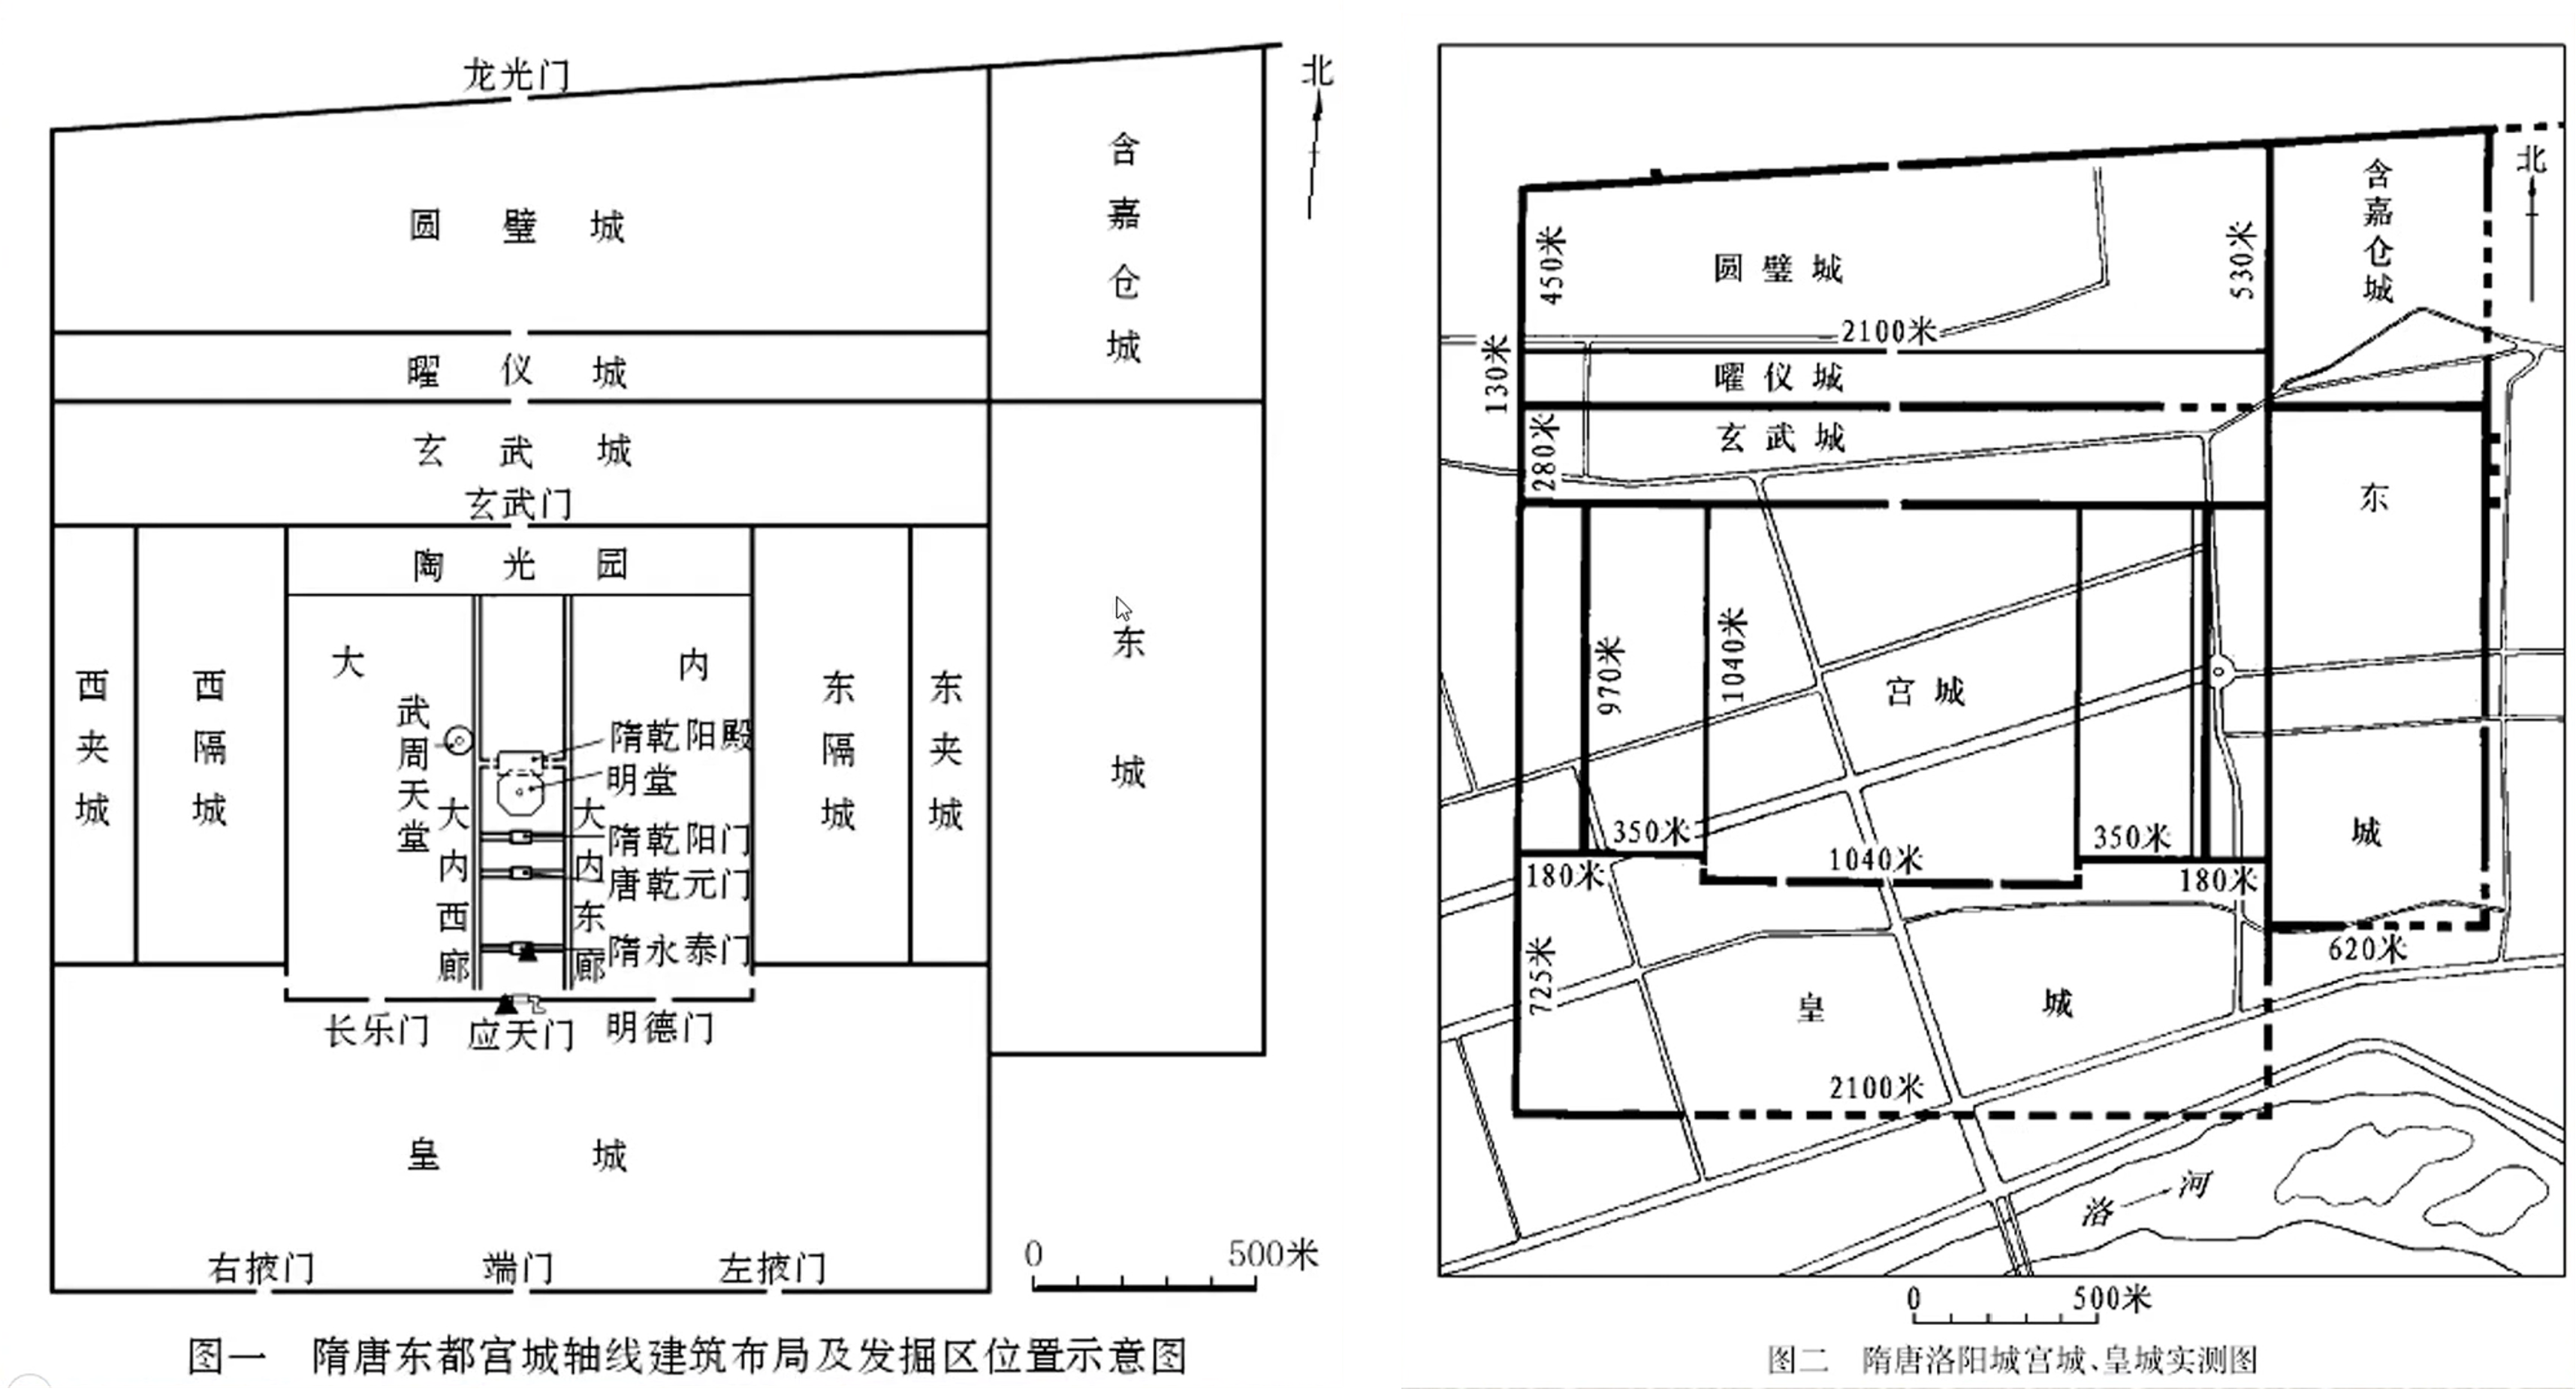 龙光门
北
含嘉仓城
圆璧城
曜仪城
玄武城
玄武门
陶光园
西夹城
西隔城
大内
东隔城
东夹城
东城
武周天堂
隋乾阳殿
明堂
隋乾阳门
唐乾元门
隋永泰门
大内西廊
大内东廊
长乐门
应天门
明德门
皇城
右掖门
端门
左掖门
0 500米
图一 隋唐东都宫城轴线建筑布局及发掘区位置示意图
北
含嘉仓城
450米
圆璧城
530米
2100米
130米
曜仪城
280米
玄武城
东城
970米
1040米
宫城
350米
1040米
350米
180米
180米
620米
725米
皇城
2100米
洛河
0 500米
图二 隋唐洛阳城宫城、皇城实测图